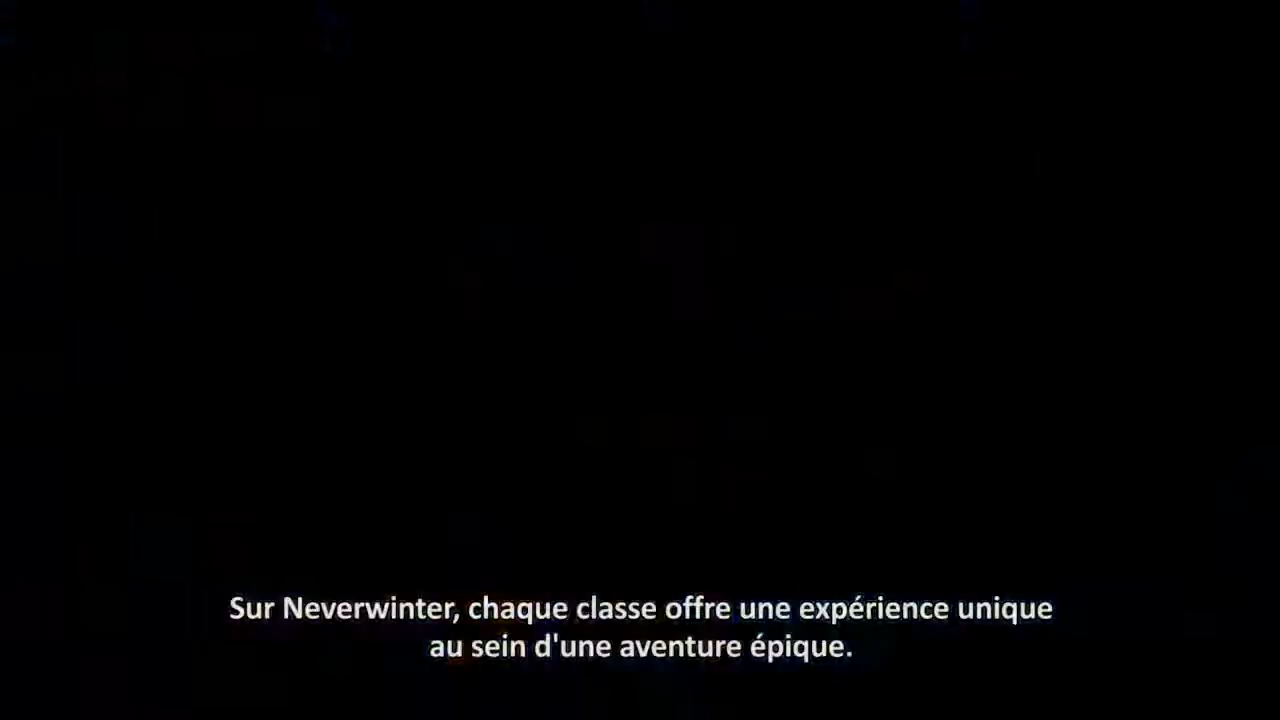 Sur Neverwinter, chaque classe offre une expérience unique
au sein d'une aventure épique.